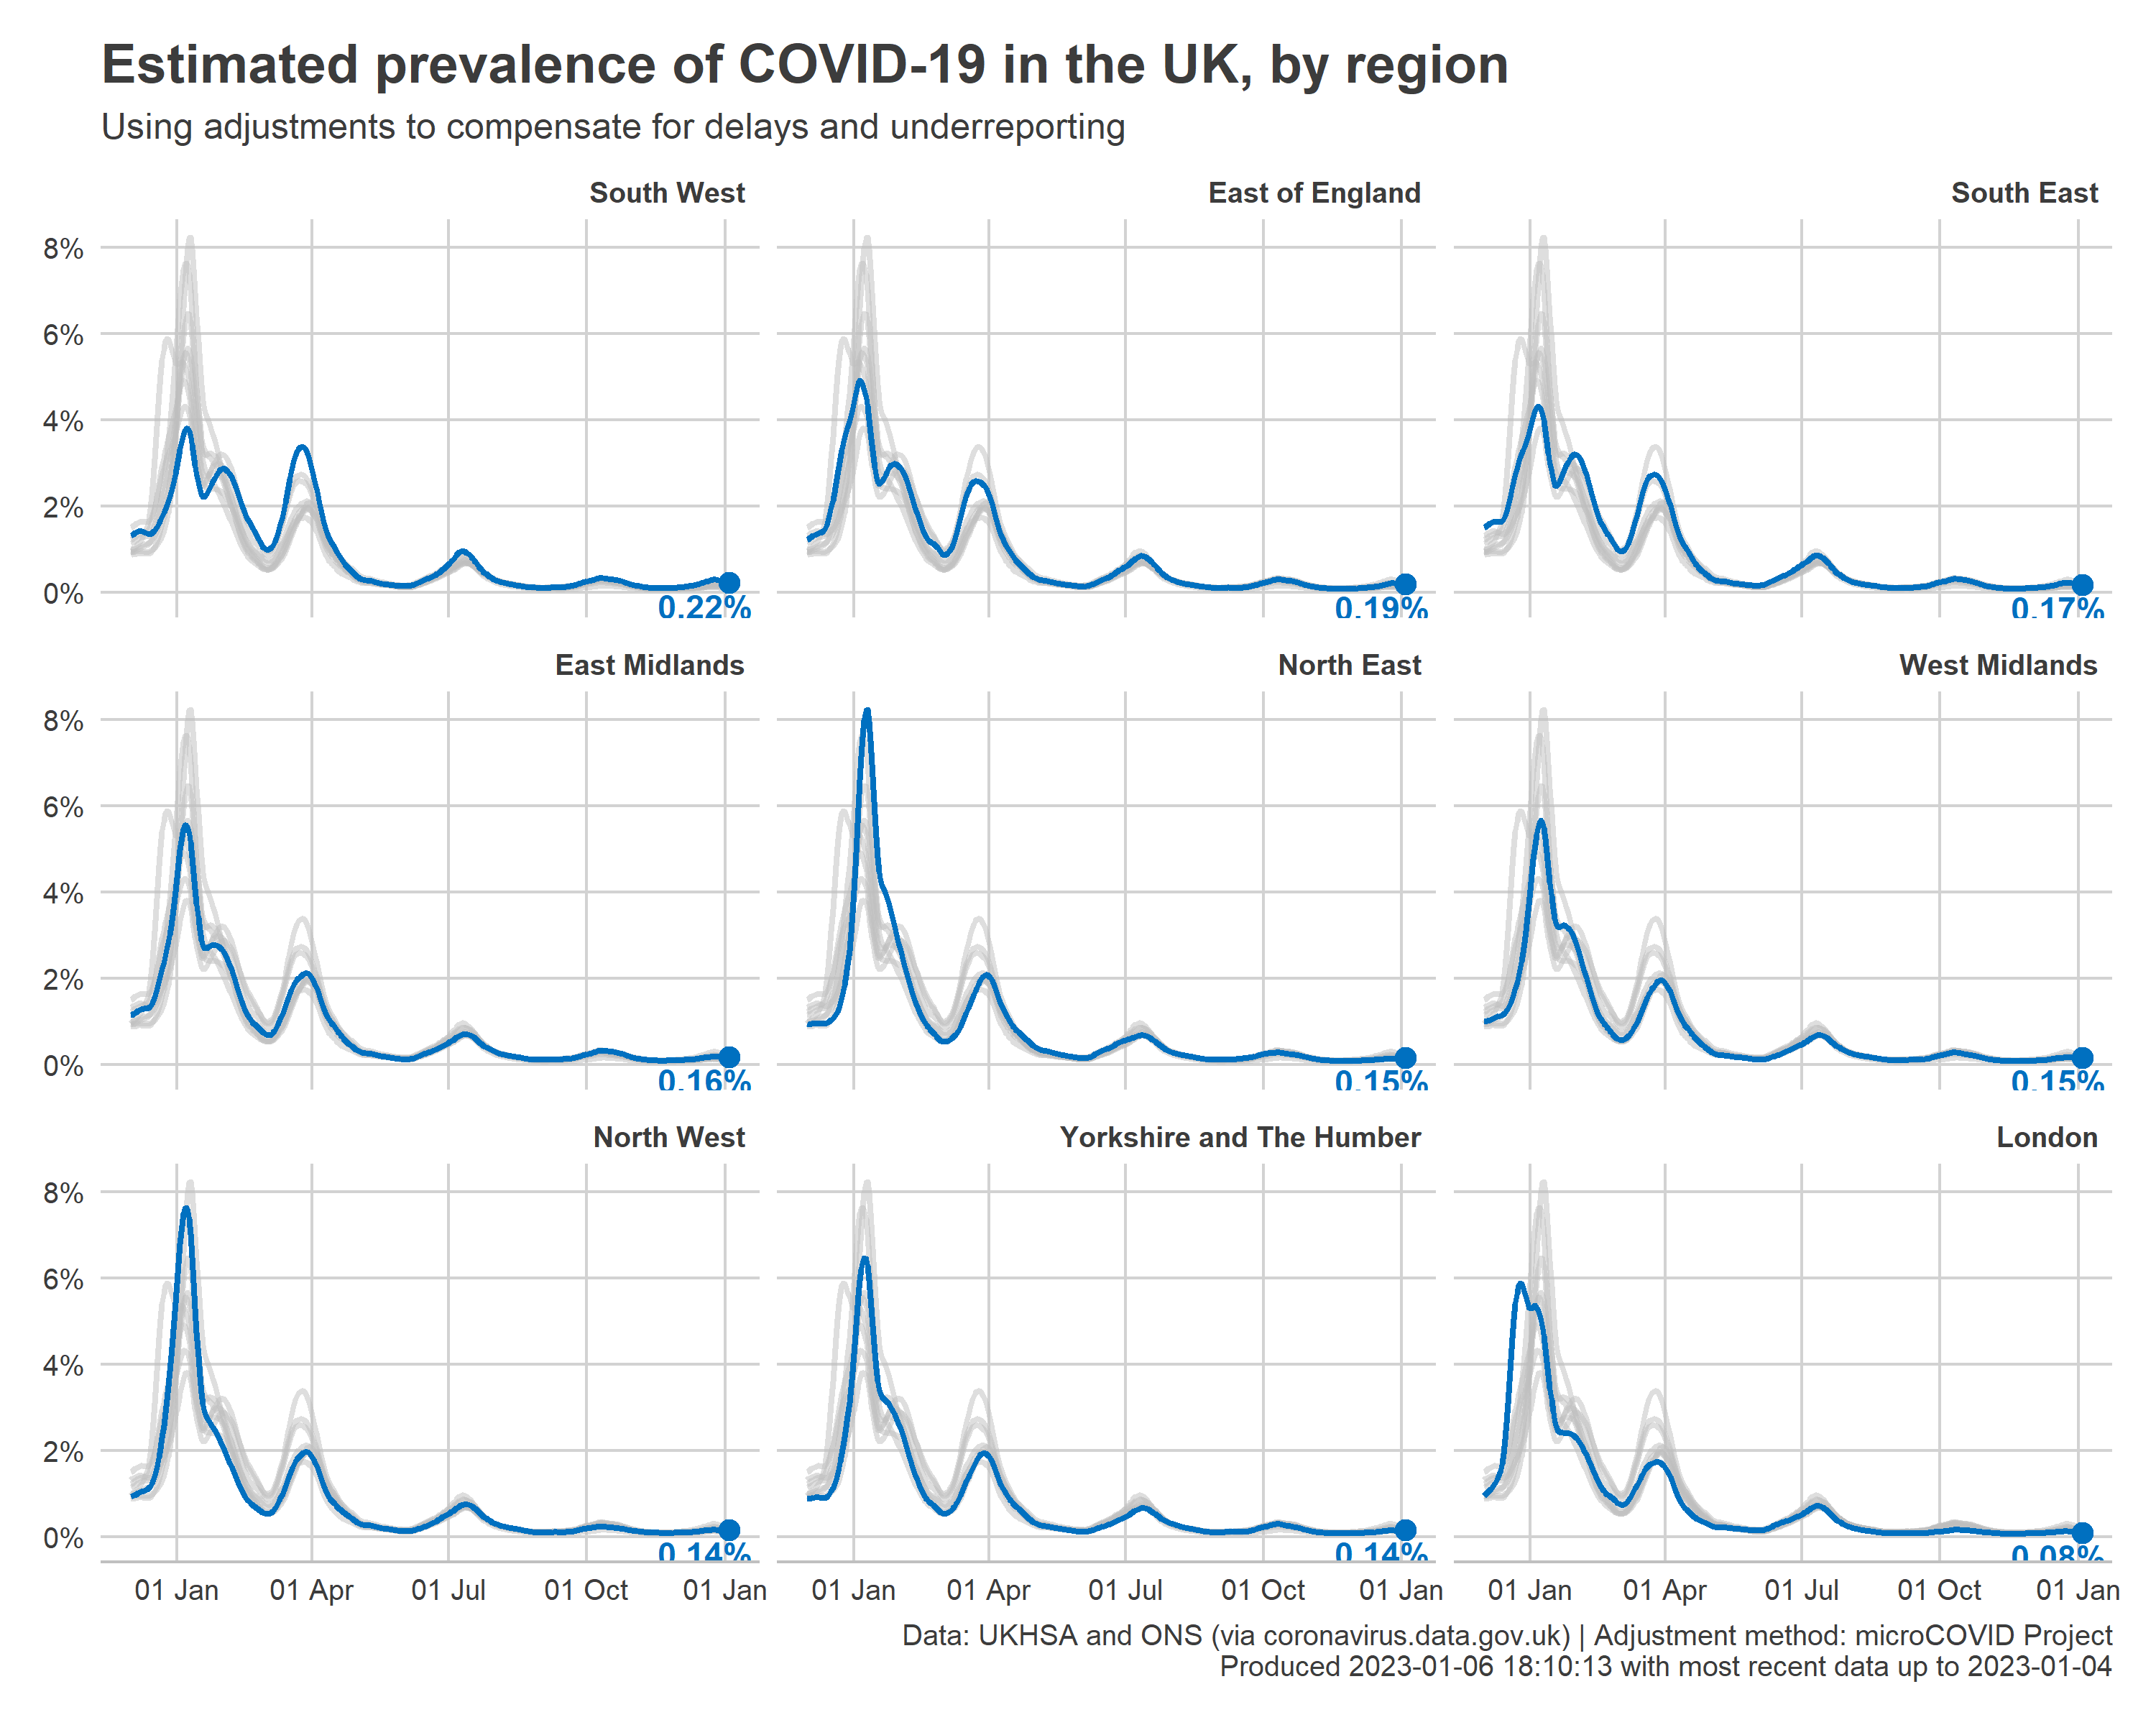 Estimated prevalence of COVID-19 in the UK, by region
Using adjustments to compensate for delays and underreporting
South West East of England South East
8%
6%
4%
2%
0%
0.22% 0.19% 0.17%
East Midlands North East West Midlands
8%
6%
4%
2%
0%
0.16% 0.15% 0.15%
North West Yorkshire and The Humber London
8%
6%
4%
2%
0%
0.14% 0.14% 0.08%
01 Jan 01 Apr 01 Jul 01 Oct 01 Jan 01 Jan 01 Apr 01 Jul 01 Oct 01 Jan 01 Jan 01 Apr 01 Jul 01 Oct 01 Jan
Data: UKHSA and ONS (via coronavirus.data.gov.uk) | Adjustment method: microCOVID Project
Produced 2023-01-06 18:10:13 with most recent data up to 2023-01-04